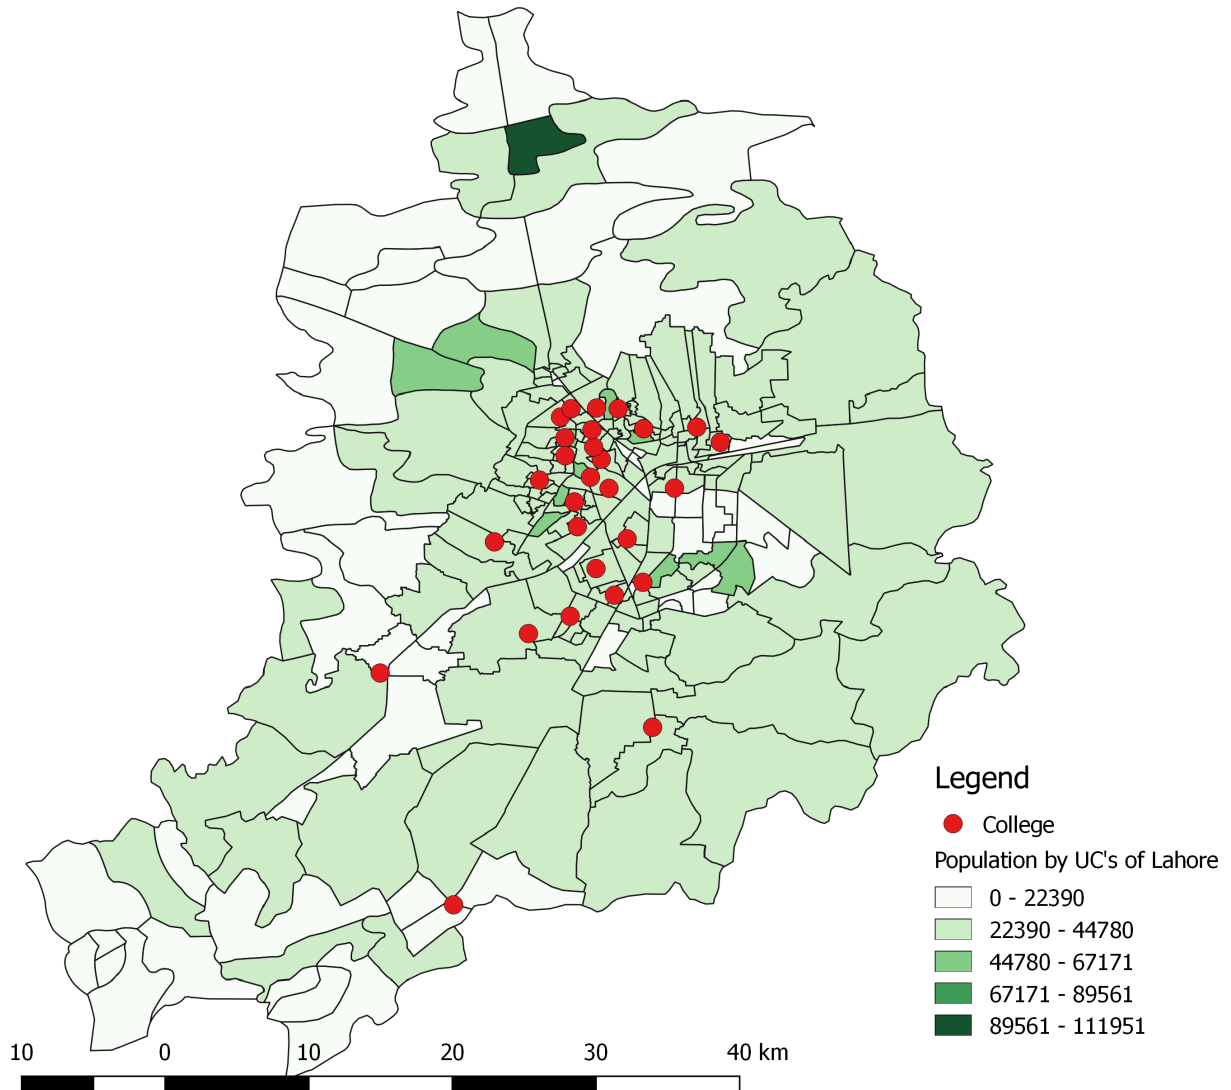 Legend
College
Population by UC's of Lahore
0 - 22390
22390 - 44780
44780 - 67171
67171 - 89561
89561 - 111951
10 0 10 20 30 40 km